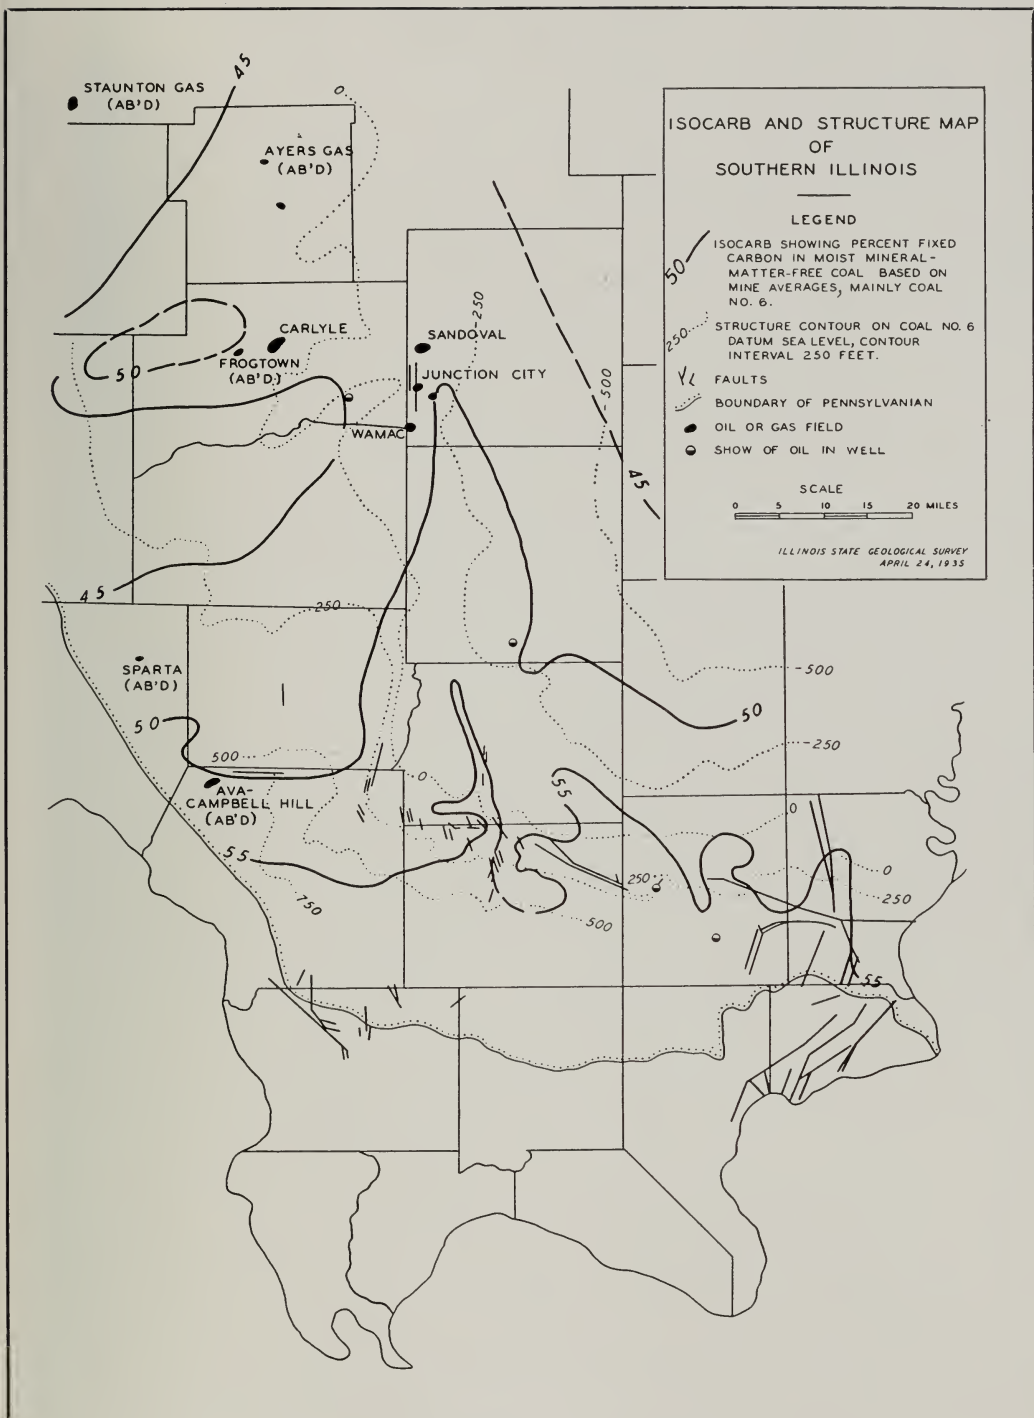 45
STAUNTON GAS
(AB'D)
0
AYERS GAS
(AB'D)
ISOCARB AND STRUCTURE MAP
OF
SOUTHERN ILLINOIS
LEGEND
50
ISOCARB SHOWING PERCENT FIXED
CARBON IN MOIST MINERAL-
MATTER-FREE COAL BASED ON
MINE AVERAGES, MAINLY COAL
NO. 6.
250
STRUCTURE CONTOUR ON COAL NO. 6
DATUM SEA LEVEL, CONTOUR
INTERVAL 250 FEET.
FAULTS
BOUNDARY OF PENNSYLVANIAN
OIL OR GAS FIELD
SHOW OF OIL IN WELL
SCALE
0 5 10 15 20 MILES
ILLINOIS STATE GEOLOGICAL SURVEY
APRIL 24, 1935
-250
CARLYLE
SANDOVAL
FROGTOWN
(AB'D)
50
JUNCTION CITY
-500
WAMAC
45
45
250
SPARTA
(AB'D)
-500
50
50
500
-250
0
AVA-
CAMPBELL HILL
(AB'D)
55
0
55
0
250
250
750
500
55